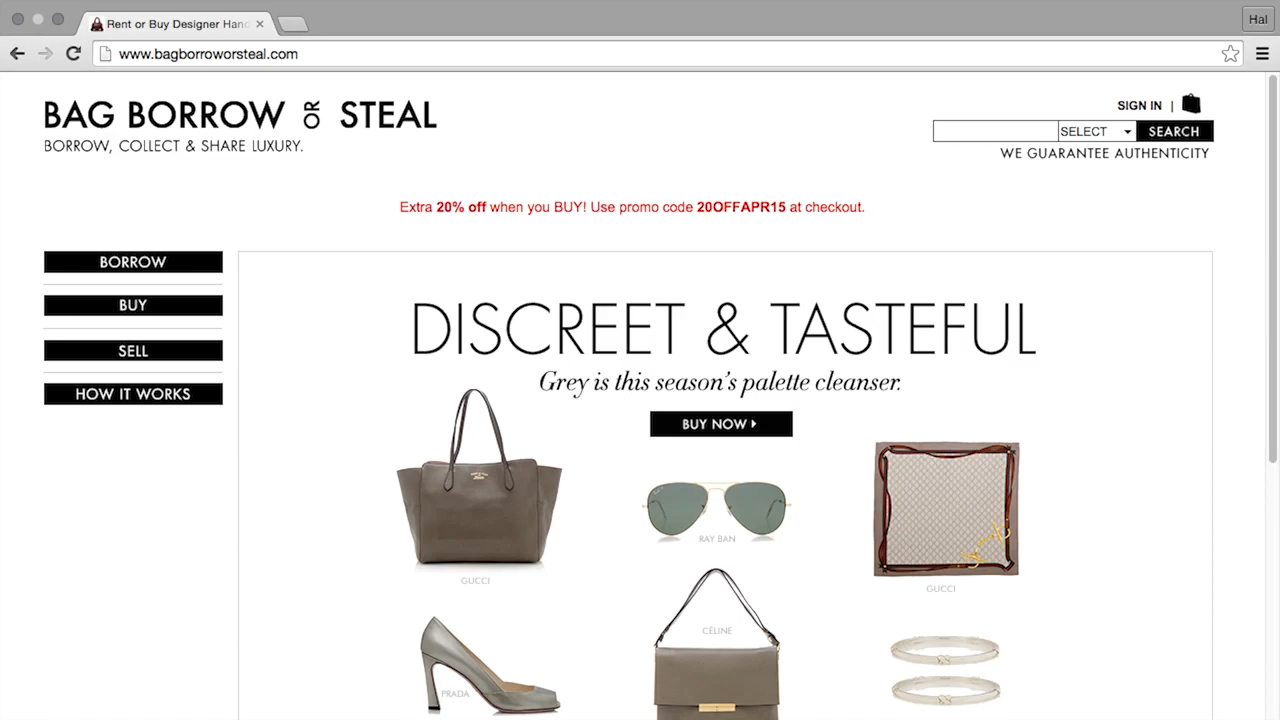 Rent or Buy Designer Hand
Hal
www.bagborroworsteal.com
BAG BORROW OR STEAL
BORROW, COLLECT & SHARE LUXURY.
SIGN IN |
SELECT
SEARCH
WE GUARANTEE AUTHENTICITY
Extra 20% off when you BUY! Use promo code 20OFFAPR15 at checkout.
BORROW
BUY
SELL
HOW IT WORKS
DISCREET & TASTEFUL
Grey is this season's palette cleanser.
BUY NOW
RAY BAN
GUCCI
GUCCI
CÉLINE
PRADA